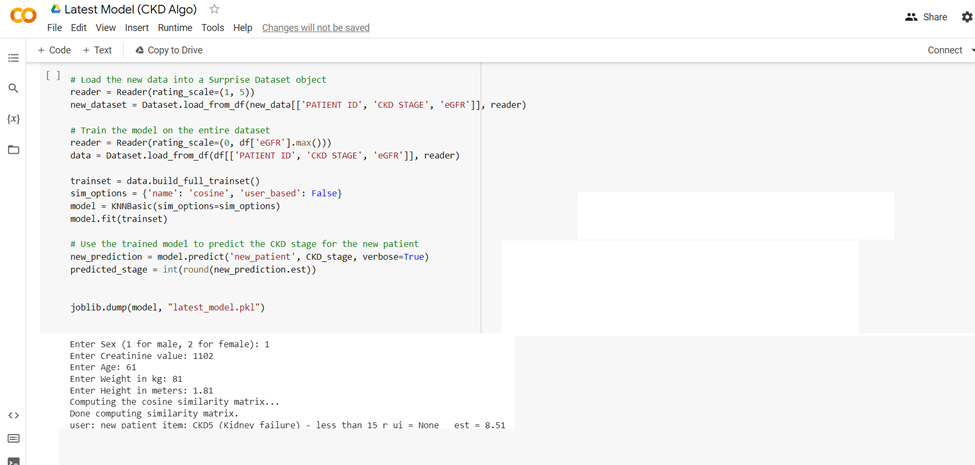 Latest Model (CKD Algo)
File Edit View Insert Runtime Tools Help Changes will not be saved
Share
+ Code + Text Copy to Drive
Connect
[ ]
# Load the new data into a Surprise Dataset object
reader = Reader(rating_scale=(1, 5))
new_dataset = Dataset.load_from_df(new_data[['PATIENT ID', 'CKD STAGE', 'eGFR']], reader)
# Train the model on the entire dataset
reader = Reader(rating_scale=(0, df['eGFR'].max()))
data = Dataset.load_from_df(df[['PATIENT ID', 'CKD STAGE', 'eGFR']], reader)
trainset = data.build_full_trainset()
sim_options = {'name': 'cosine', 'user_based': False}
model = KNNBasic(sim_options=sim_options)
model.fit(trainset)
# Use the trained model to predict the CKD stage for the new patient
new_prediction = model.predict('new_patient', CKD_stage, verbose=True)
predicted_stage = int(round(new_prediction.est))
joblib.dump(model, "latest_model.pkl")
Enter Sex (1 for male, 2 for female): 1
Enter Creatinine value: 1102
Enter Age: 61
Enter Weight in kg: 81
Enter Height in meters: 1.81
Computing the cosine similarity matrix...
Done computing similarity matrix.
user: new patient item: CKD5 (Kidney failure) - less than 15 r ui = None est = 8.51